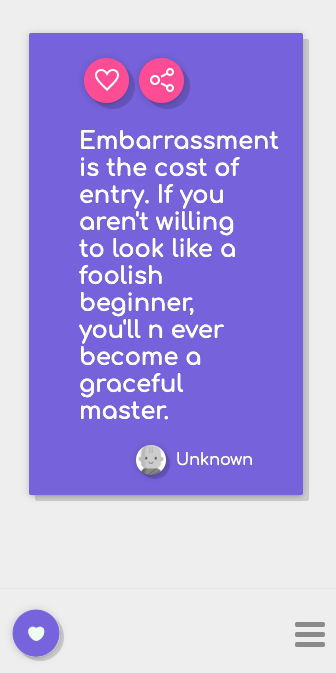 Embarrassment
is the cost of
entry. If you
aren't willing
to look like a
foolish
beginner,
you'll n ever
become a
graceful
master.
Unknown